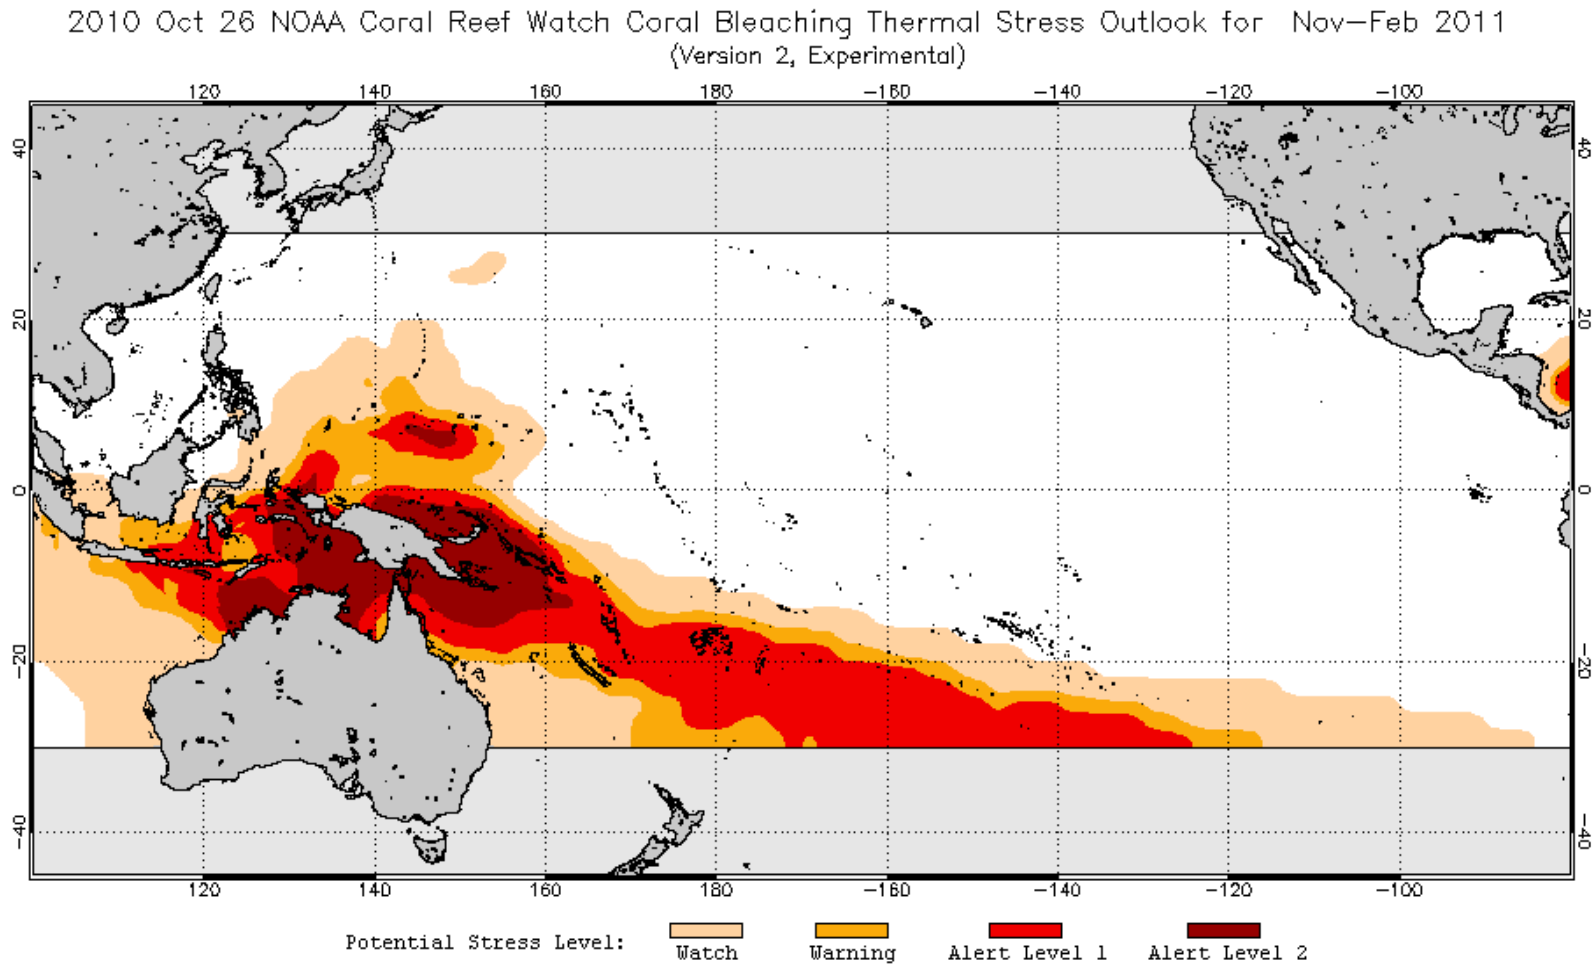 2010 Oct 26 NOAA Coral Reef Watch Coral Bleaching Thermal Stress Outlook for Nov-Feb 2011
(Version 2, Experimental)
120 140 160 180 -160 -140 -120 -100
40 40
20 20
0 0
-20 -20
-40 -40
120 140 160 180 -160 -140 -120 -100
Potential Stress Level: Watch Warning Alert Level 1 Alert Level 2